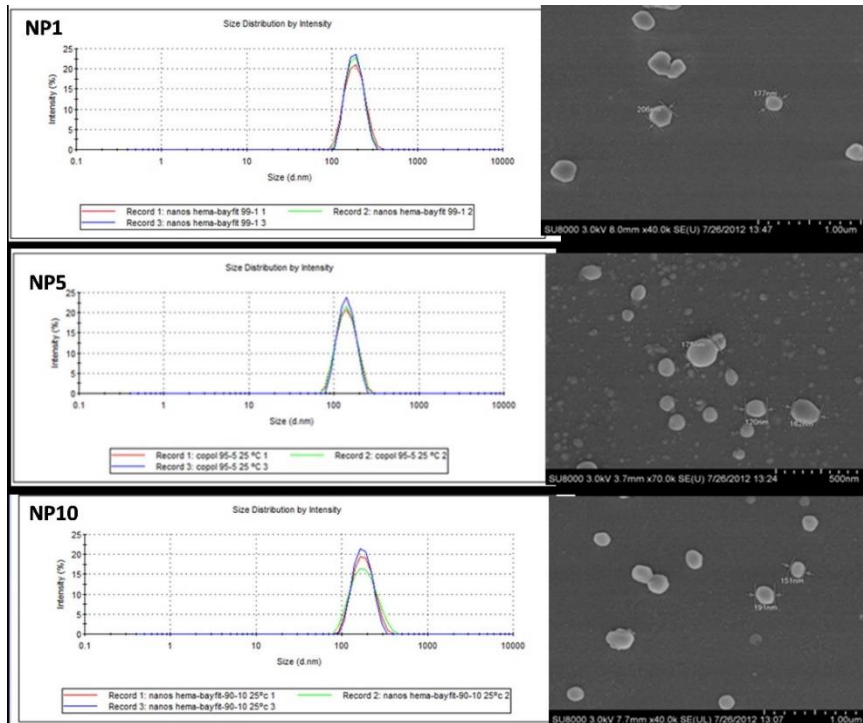 NP1
Size Distribution by Intensity
Intensity (%)
25
20
15
10
5
0
0.1 1 10 100 1000 10000
Size (d.nm)
Record 1: nanos hema-bayfit 99-1 1 Record 2: nanos hema-bayfit 99-1 2
Record 3: nanos hema-bayfit 99-1 3
206nm
177nm
SU8000 3.0kV 8.0mm x40.0k SE(U) 7/26/2012 13:47 1.00um
NP5
Size Distribution by Intensity
Intensity (%)
25
20
15
10
5
0
0.1 1 10 100 1000 10000
Size (d.nm)
Record 1: copol 95-5 25 ºC 1 Record 2: copol 95-5 25 ºC 2
Record 3: copol 95-5 25 ºC 3
120nm
SU8000 3.0kV 3.7mm x70.0k SE(U) 7/26/2012 13:24 500nm
NP10
Size Distribution by Intensity
Intensity (%)
25
20
15
10
5
0
0.1 1 10 100 1000 10000
Size (d.nm)
Record 1: nanos hema-bayfit-90-10 25ºc 1 Record 2: nanos hema-bayfit-90-10 25ºc 2
Record 3: nanos hema-bayfit-90-10 25ºc 3
151nm
191nm
SU8000 3.0kV 7.7mm x40.0k SE(UL) 7/26/2012 13:07 1.00um